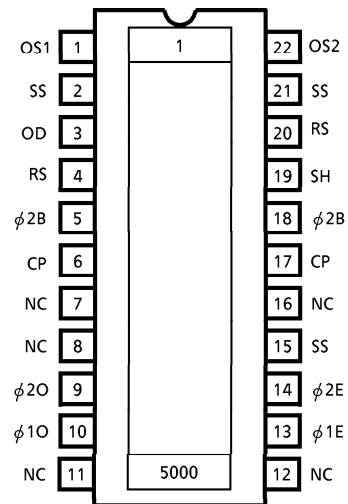 OS1 1 1 22 OS2
SS 2 21 SS
OD 3 20 RS
RS 4 19 SH
ϕ2B 5 18 ϕ2B
CP 6 17 CP
NC 7 16 NC
NC 8 15 SS
ϕ2O 9 14 ϕ2E
ϕ1O 10 13 ϕ1E
NC 11 5000 12 NC